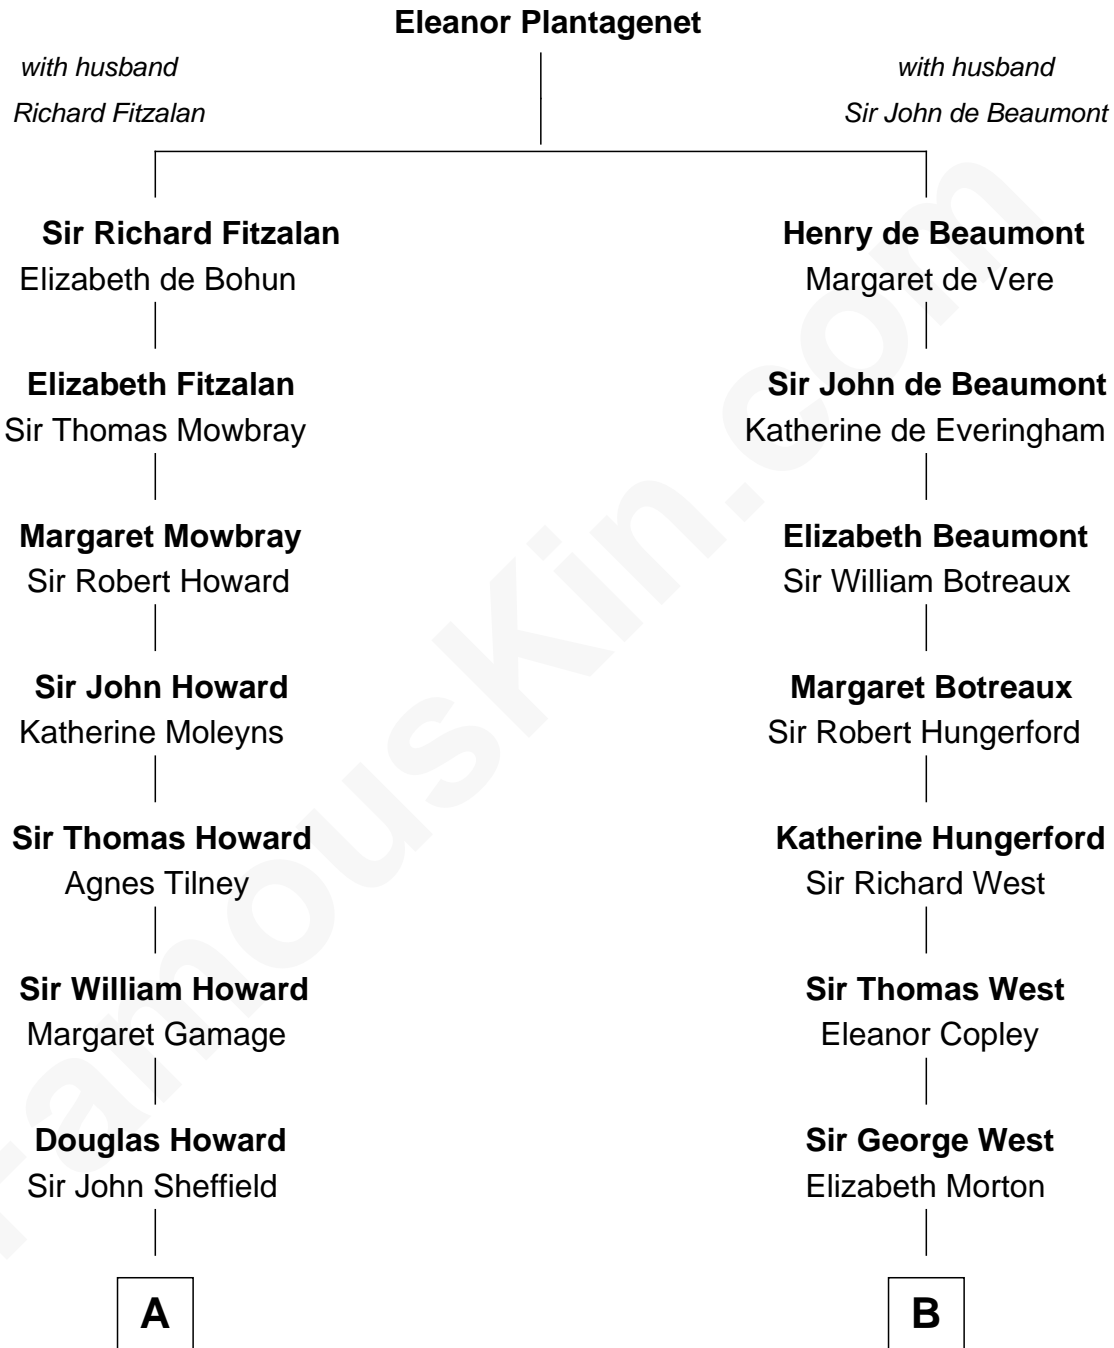 Eleanor Plantagenet
with husband
Richard Fitzalan
with husband
Sir John de Beaumont
Sir Richard Fitzalan
Elizabeth de Bohun
Henry de Beaumont
Margaret de Vere
Elizabeth Fitzalan
Sir Thomas Mowbray
Sir John de Beaumont
Katherine de Everingham
Margaret Mowbray
Sir Robert Howard
Elizabeth Beaumont
Sir William Botreaux
Sir John Howard
Katherine Moleyns
Margaret Botreaux
Sir Robert Hungerford
Sir Thomas Howard
Agnes Tilney
Katherine Hungerford
Sir Richard West
Sir William Howard
Margaret Gamage
Sir Thomas West
Eleanor Copley
Douglas Howard
Sir John Sheffield
Sir George West
Elizabeth Morton
A
B
FamousKin.com